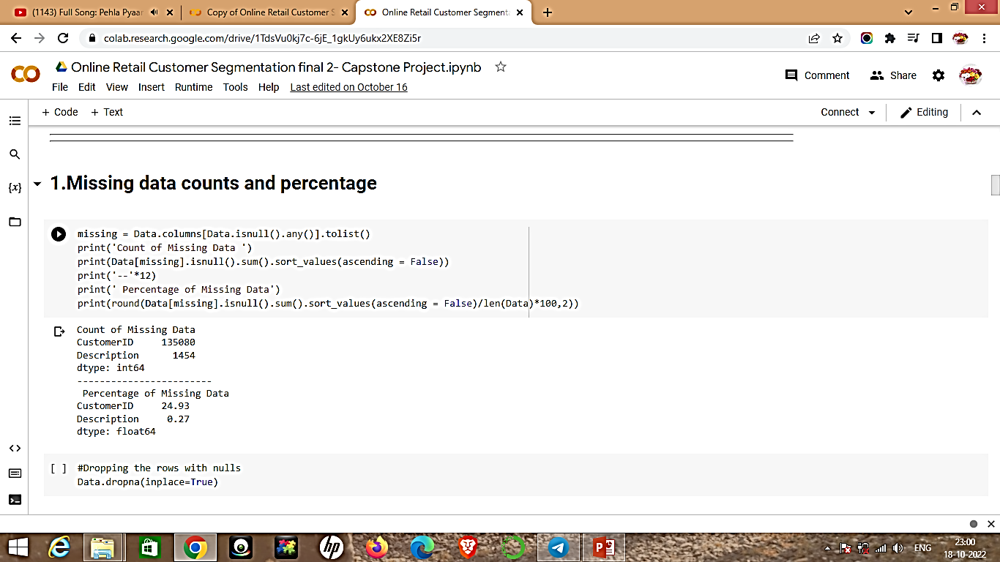 (1143) Full Song: Pehla Pyaar
Copy of Online Retail Customer S
Online Retail Customer Segment
colab.research.google.com/drive/1TdsVu0kj7c-6jE_1gkUy6ukx2XE8Zi5r
Online Retail Customer Segmentation final 2- Capstone Project.ipynb
Comment
Share
File Edit View Insert Runtime Tools Help Last edited on October 16
+ Code + Text
Connect
Editing
1.Missing data counts and percentage
{x}
missing = Data.columns[Data.isnull().any()].tolist()
print('Count of Missing Data ')
print(Data[missing].isnull().sum().sort_values(ascending = False))
print('--'*12)
print(' Percentage of Missing Data')
print(round(Data[missing].isnull().sum().sort_values(ascending = False)/len(Data)*100,2))
Count of Missing Data
CustomerID 135080
Description 1454
dtype: int64
------------------------
Percentage of Missing Data
CustomerID 24.93
Description 0.27
dtype: float64
[ ] #Dropping the rows with nulls
Data.dropna(inplace=True)
hp
P
ENG
23:00
18-10-2022